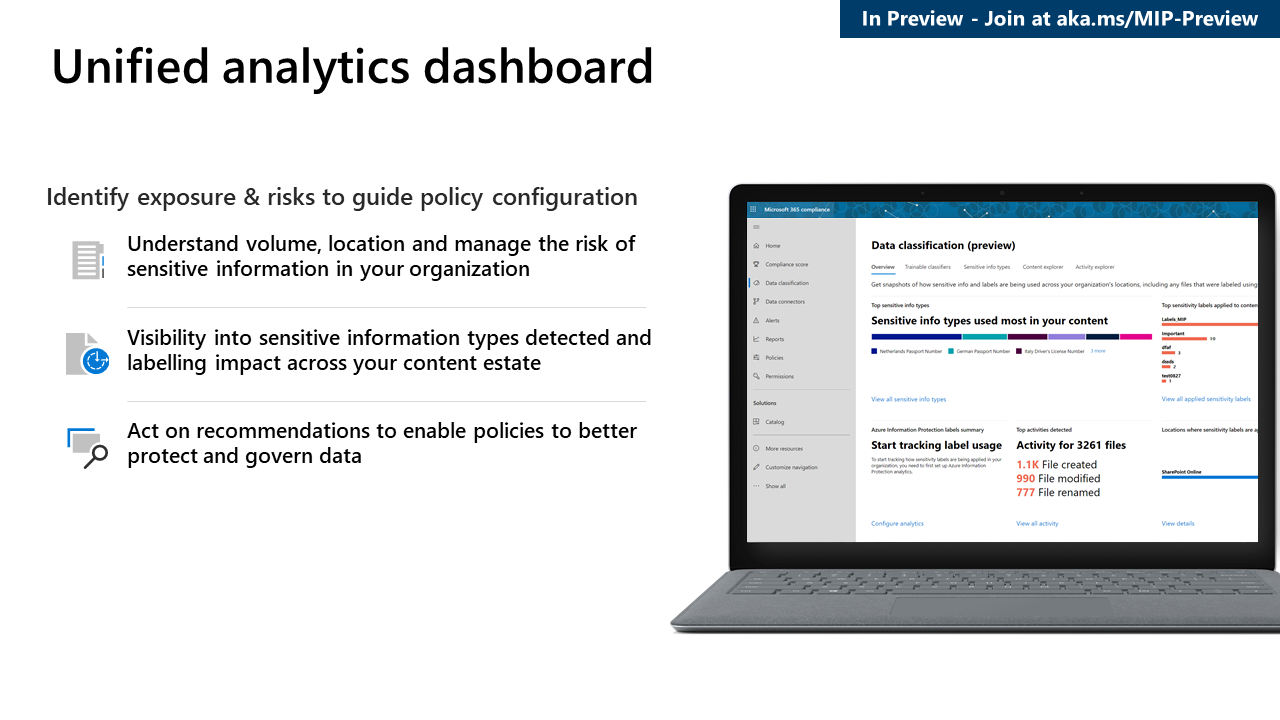 In Preview - Join at aka.ms/MIP-Preview
Unified analytics dashboard
Identify exposure & risks to guide policy configuration
Understand volume, location and manage the risk of
sensitive information in your organization
Visibility into sensitive information types detected and
labelling impact across your content estate
Act on recommendations to enable policies to better
protect and govern data
Microsoft 365 compliance
Home
Compliance score
Data classification
Data connectors
Alerts
Reports
Policies
Permissions
Solutions
Catalog
More resources
Customize navigation
Show all
Data classification (preview)
Overview Trainable classifiers Sensitive info types Content explorer Activity explorer
Get snapshots of how sensitive info and labels are being used across your organization's locations, including any files that were labeled using
Top sensitive info types
Sensitive info types used most in your content
Netherlands Passport Number German Passport Number Italy Driver's License Number 3 more
View all sensitive info types
Top sensitivity labels applied to conten
Labels_MIP
Important
10
3
2
test0827
1
View all applied sensitivity labels
Azure Information Protection labels summary
Start tracking label usage
To start tracking how sensitivity labels are being applied in your
organization, you need to first set up Azure Information
Protection analytics.
Configure analytics
Top activities detected
Activity for 3261 files
1.1K File created
990 File modified
777 File renamed
View all activity
Locations where sensitivity labels are ap
SharePoint Online
View details